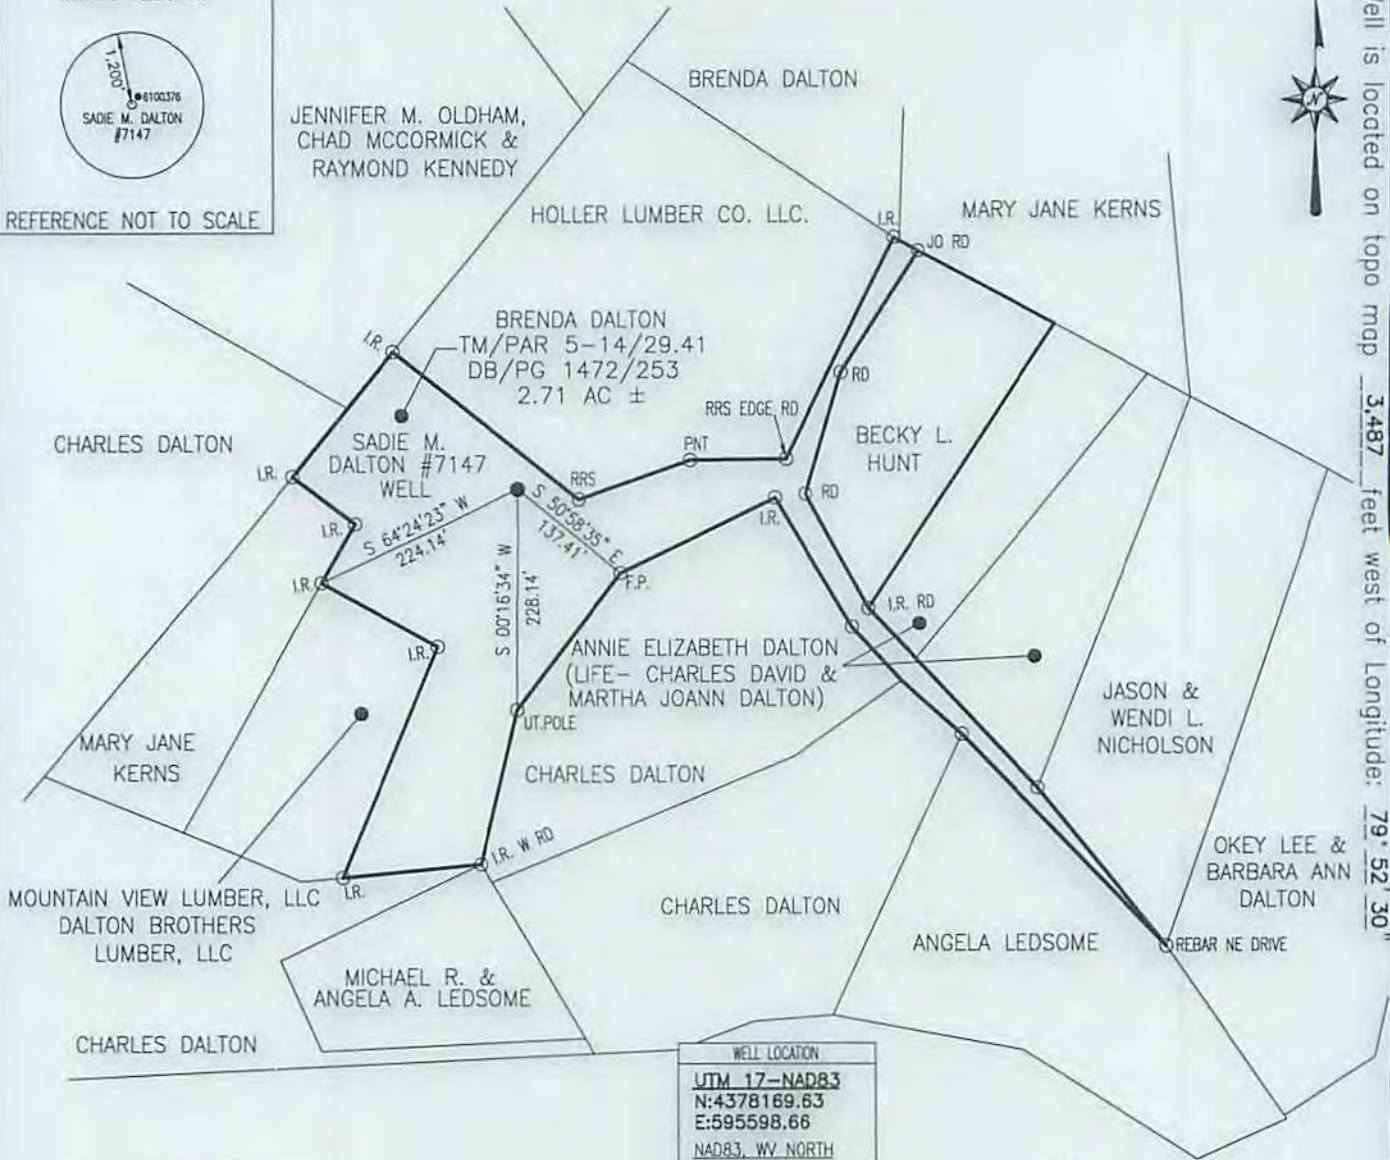 1,200'
6100376
SADIE M. DALTON
#7147
REFERENCE NOT TO SCALE
JENNIFER M. OLDHAM,
CHAD MCCORMICK &
RAYMOND KENNEDY
BRENDA DALTON
HOLLER LUMBER CO. LLC.
I.R.
JO RD
MARY JANE KERNS
N
Well is located on topo map 3,487 feet west of Longitude: 79° 52' 30"
I.R.
BRENDA DALTON
TM/PAR 5-14/29.41
DB/PG 1472/253
2.71 AC ±
RD
RRS EDGE RD
CHARLES DALTON
SADIE M.
DALTON #7147
WELL
PNT
BECKY L.
HUNT
I.R.
RRS
RD
I.R.
I.R.
S 64°24'23" W
224.14'
S 50°58'35" E
137.41'
S 00°16'34" W
228.14'
I.R.
F.P.
I.R. RD
I.R.
ANNIE ELIZABETH DALTON
(LIFE- CHARLES DAVID &
MARTHA JOANN DALTON)
JASON &
WENDI L.
NICHOLSON
UT.POLE
MARY JANE
KERNS
CHARLES DALTON
I.R. W RD
I.R.
OKEY LEE &
BARBARA ANN
DALTON
MOUNTAIN VIEW LUMBER, LLC
DALTON BROTHERS
LUMBER, LLC
CHARLES DALTON
ANGELA LEDSOME
REBAR NE DRIVE
MICHAEL R. &
ANGELA A. LEDSOME
CHARLES DALTON
WELL LOCATION
UTM 17-NAD83
N:4378169.63
E:595598.66
NAD83, WV NORTH